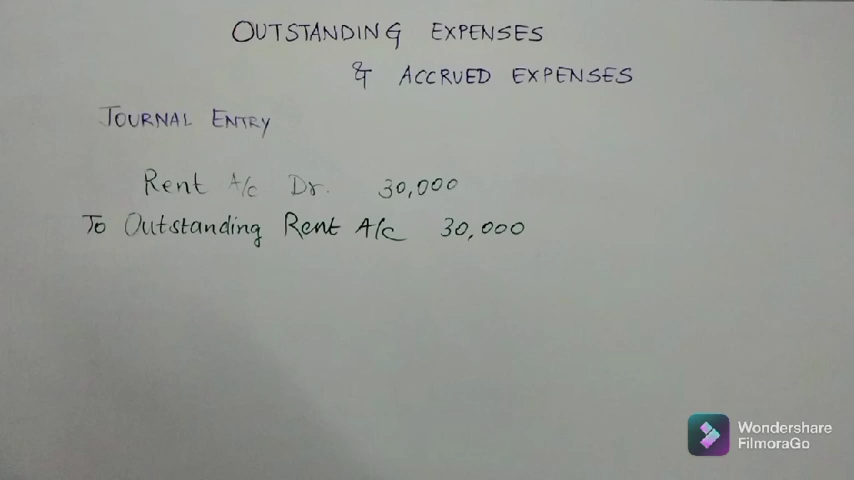 OUTSTANDING EXPENSES
& ACCRUED EXPENSES
JOURNAL ENTRY
Rent A/c Dr. 30,000
To Outstanding Rent A/c 30,000
Wondershare
FilmoraGo